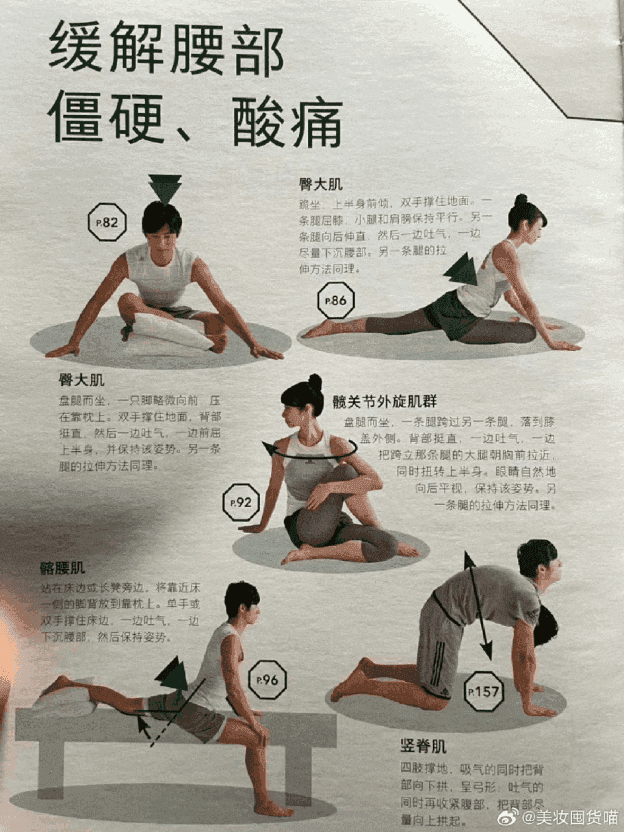 缓解腰部
僵硬、酸痛
P.82
臀大肌
盘腿而坐，一只脚略微向前，压
在靠枕上。双手撑住地面，背部
挺直，然后一边吐气，一边前屈
上半身，并保持该姿势。另一条
腿的拉伸方法同理。
臀大肌
跪坐，上半身前倾，双手撑住地面。一
条腿屈膝，小腿和肩膀保持平行。另一
条腿向后伸直，然后一边吐气，一边
尽量下沉腰部。另一条腿的拉
伸方法同理。
P.86
髋关节外旋肌群
盘腿而坐，一条腿跨过另一条腿，落到膝
盖外侧。背部挺直，一边吐气，一边
把跨立那条腿的大腿朝胸前拉近，
同时扭转上半身。眼睛自然地
向后平视，保持该姿势。另
一条腿的拉伸方法同理。
P.92
髂腰肌
站在床边或长凳旁边，将靠近床
一侧的脚背放到靠枕上。单手或
双手撑住床边，一边吐气，一边
下沉腰部，然后保持姿势。
P.96
P.157
竖脊肌
四肢撑地，吸气的同时把背
部向下拱，呈弓形，吐气的
同时再收紧腹部，把背部尽
量向上拱起。
@美妆囤货喵